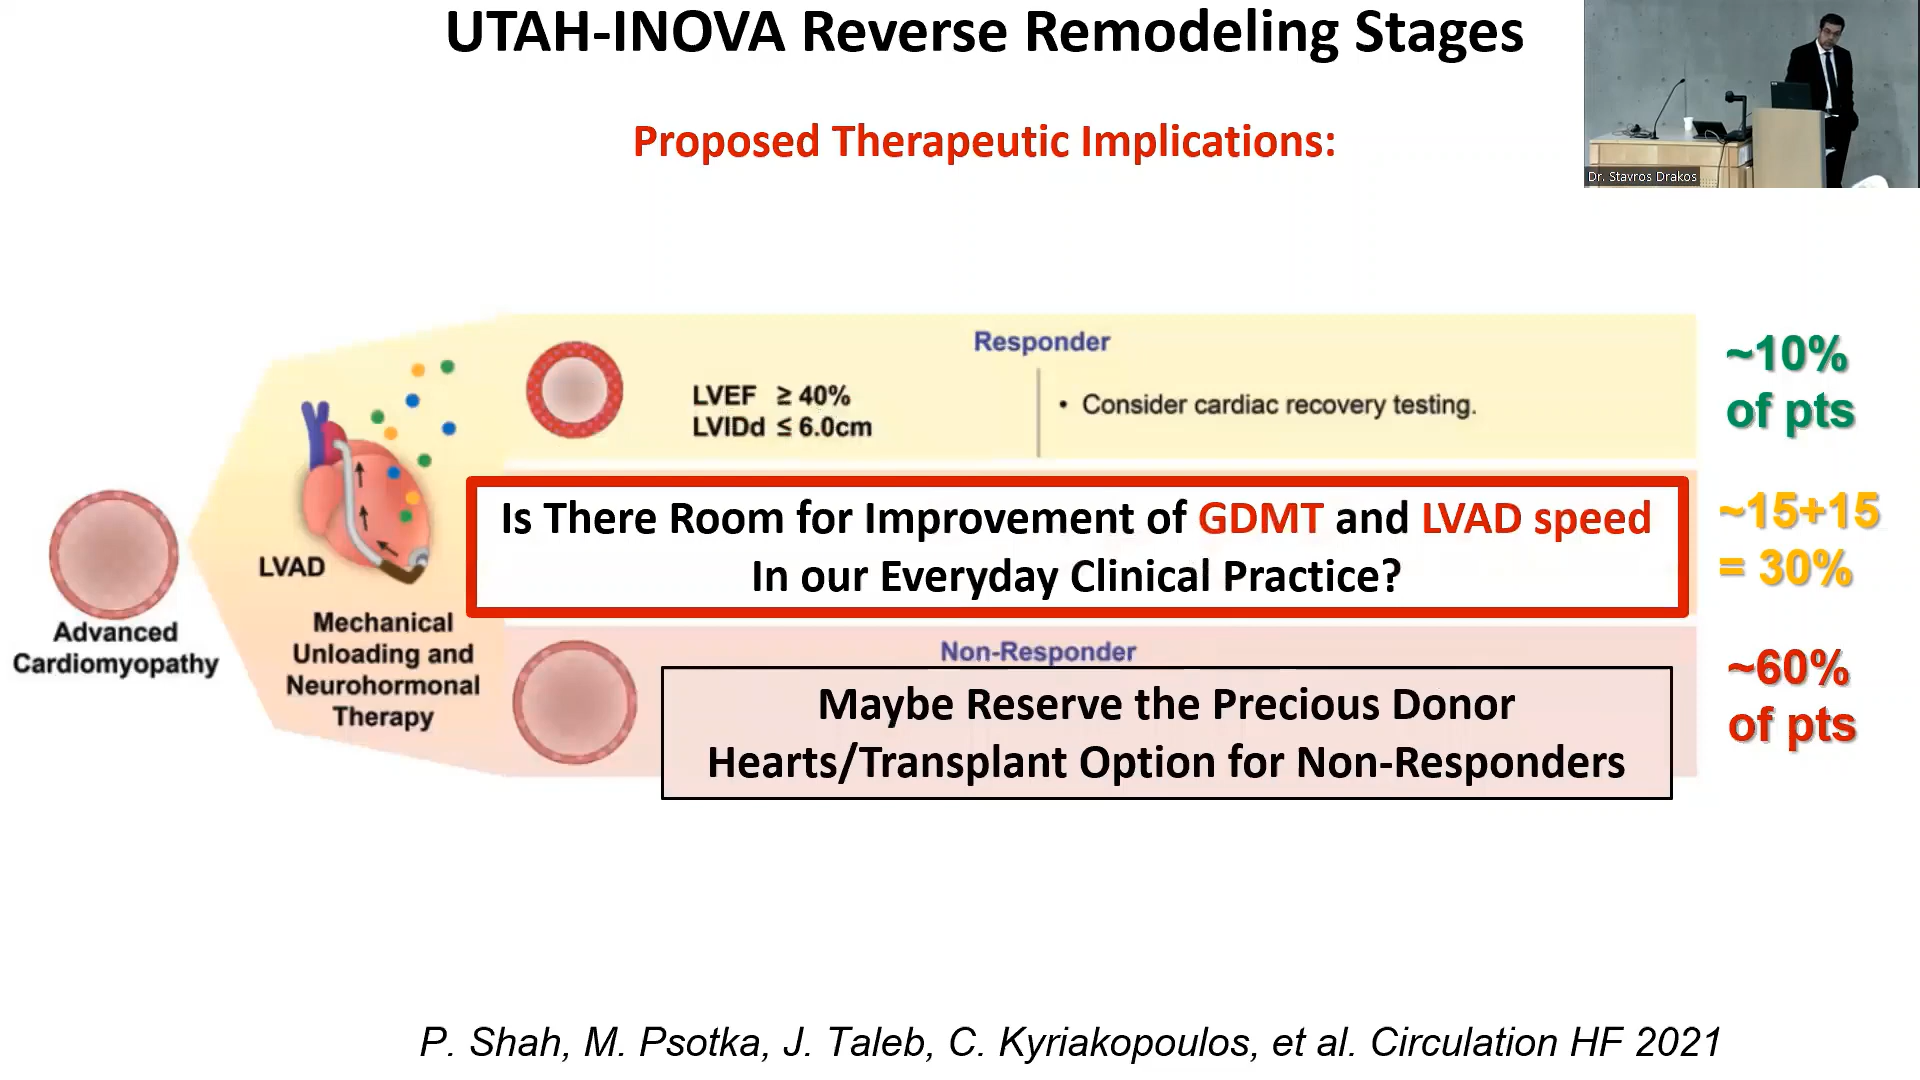 UTAH-INOVA Reverse Remodeling Stages
Proposed Therapeutic Implications:
Dr. Stavros Drakos
Responder
LVEF ≥ 40%
LVIDd ≤ 6.0cm
• Consider cardiac recovery testing.
~10%
of pts
Is There Room for Improvement of GDMT and LVAD speed
In our Everyday Clinical Practice?
~15+15
= 30%
LVAD
Mechanical
Unloading and
Neurohormonal
Therapy
Advanced
Cardiomyopathy
Non-Responder
Maybe Reserve the Precious Donor
Hearts/Transplant Option for Non-Responders
~60%
of pts
P. Shah, M. Psotka, J. Taleb, C. Kyriakopoulos, et al. Circulation HF 2021